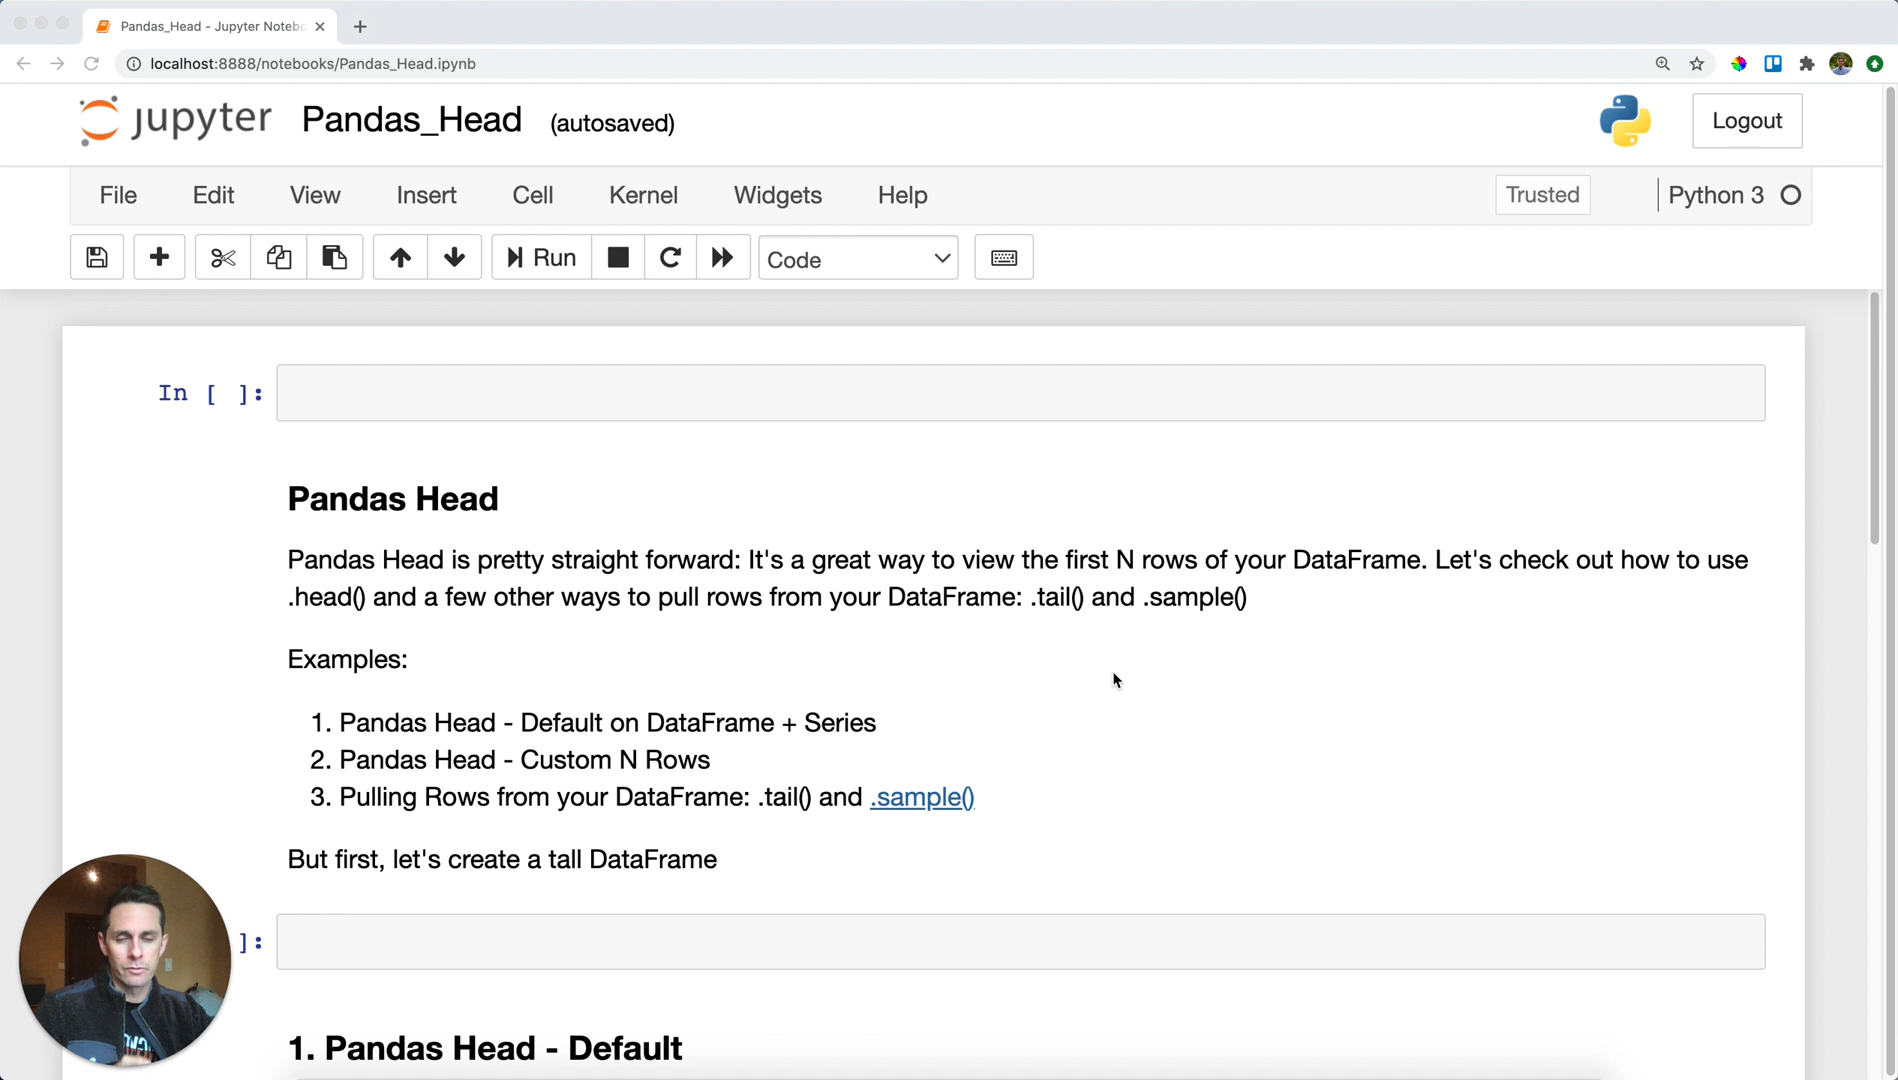 Pandas_Head - Jupyter Notebo
localhost:8888/notebooks/Pandas_Head.ipynb
jupyter Pandas_Head (autosaved)
Logout
File Edit View Insert Cell Kernel Widgets Help Trusted Python 3
Run Code
In [ ]:
Pandas Head
Pandas Head is pretty straight forward: It's a great way to view the first N rows of your DataFrame. Let's check out how to use
.head() and a few other ways to pull rows from your DataFrame: .tail() and .sample()
Examples:
1. Pandas Head - Default on DataFrame + Series
2. Pandas Head - Custom N Rows
3. Pulling Rows from your DataFrame: .tail() and .sample()
But first, let's create a tall DataFrame
]:
1. Pandas Head - Default